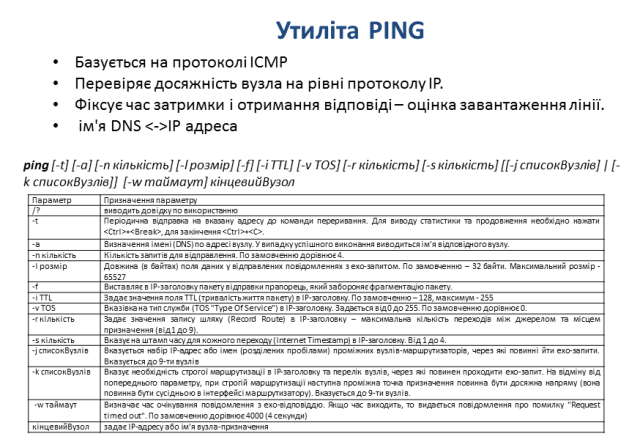 Утиліта PING
• Базується на протоколі ICMP
• Перевіряє досяжність вузла на рівні протоколу IP.
• Фіксує час затримки і отримання відповіді – оцінка завантаження лінії.
• ім'я DNS <->IP адреса
ping [-t] [-a] [-n кількість] [-l розмір] [-f] [-i TTL] [-v TOS] [-r кількість] [-s кількість] [[-j списокВузлів] | [-
k списокВузлів]] [-w таймаут] кінцевийВузол
Параметр Призначення параметру
/? виводить довідку по використанню
-t Періодична відправка на вказану адресу до команди переривання. Для виводу статистики та продовження необхідно нажати
<Ctrl>+<Break>, для закінчення <Ctrl>+<C>.
-a Визначення імені (DNS) по адресі вузлу. У випадку успішного виконання виводиться ім'я відповідного вузлу.
-n кількість Кількість запитів для відправлення. По замовченню дорівнює 4.
-l розмір Довжина (в байтах) поля даних у відправлених повідомленнях з ехо-запитом. По замовченню – 32 байти. Максимальний розмір -
65527
-f Виставляє в IP-заголовку пакету відправки прапорець, який забороняє фрагментацію пакету.
-i TTL Задає значення поля TTL (тривалість життя пакету) в IP-заголовку. По замовченню – 128, максимум - 255
-v TOS Вказівка на тип служби (TOS "Type Of Service") в IP-заголовку. Задається від 0 до 255. По замовченню дорівнює 0.
-r кількість Задає значення запису шляху (Record Route) в IP-заголовку – максимальна кількість переходів між джерелом та місцем
призначення (від 1 до 9).
-s кількість Вказує на штамп часу для кожного переходу (Internet Timestamp) в IP-заголовку. Від 1 до 4.
-j списокВузлів Вказується набір IP-адрес або імен (розділених пробілами) проміжних вузлів-маршрутизаторів, через які повинні йти ехо-запити.
Вказується до 9-ти вузлів
-k списокВузлів Вказує необхідність строгої маршрутизації в IP-заголовку та перелік вузлів, через які повинен проходити ехо-запит. На відміну від
попереднього параметру, при строгій маршрутизації наступна проміжна точка призначення повинна бути досяжна напряму (вона
повинна бути сусідньою в інтерфейсі маршрутизатору). Вказується до 9-ти вузлів.
-w таймаут Визначає час очікування повідомлення з ехо-відповіддю. Якщо час виходить, то видається повідомлення про помилку "Request
timed out". По замовченню дорівнює 4000 (4 секунди)
кінцевийВузол задає IP-адресу або ім'я вузла-призначення